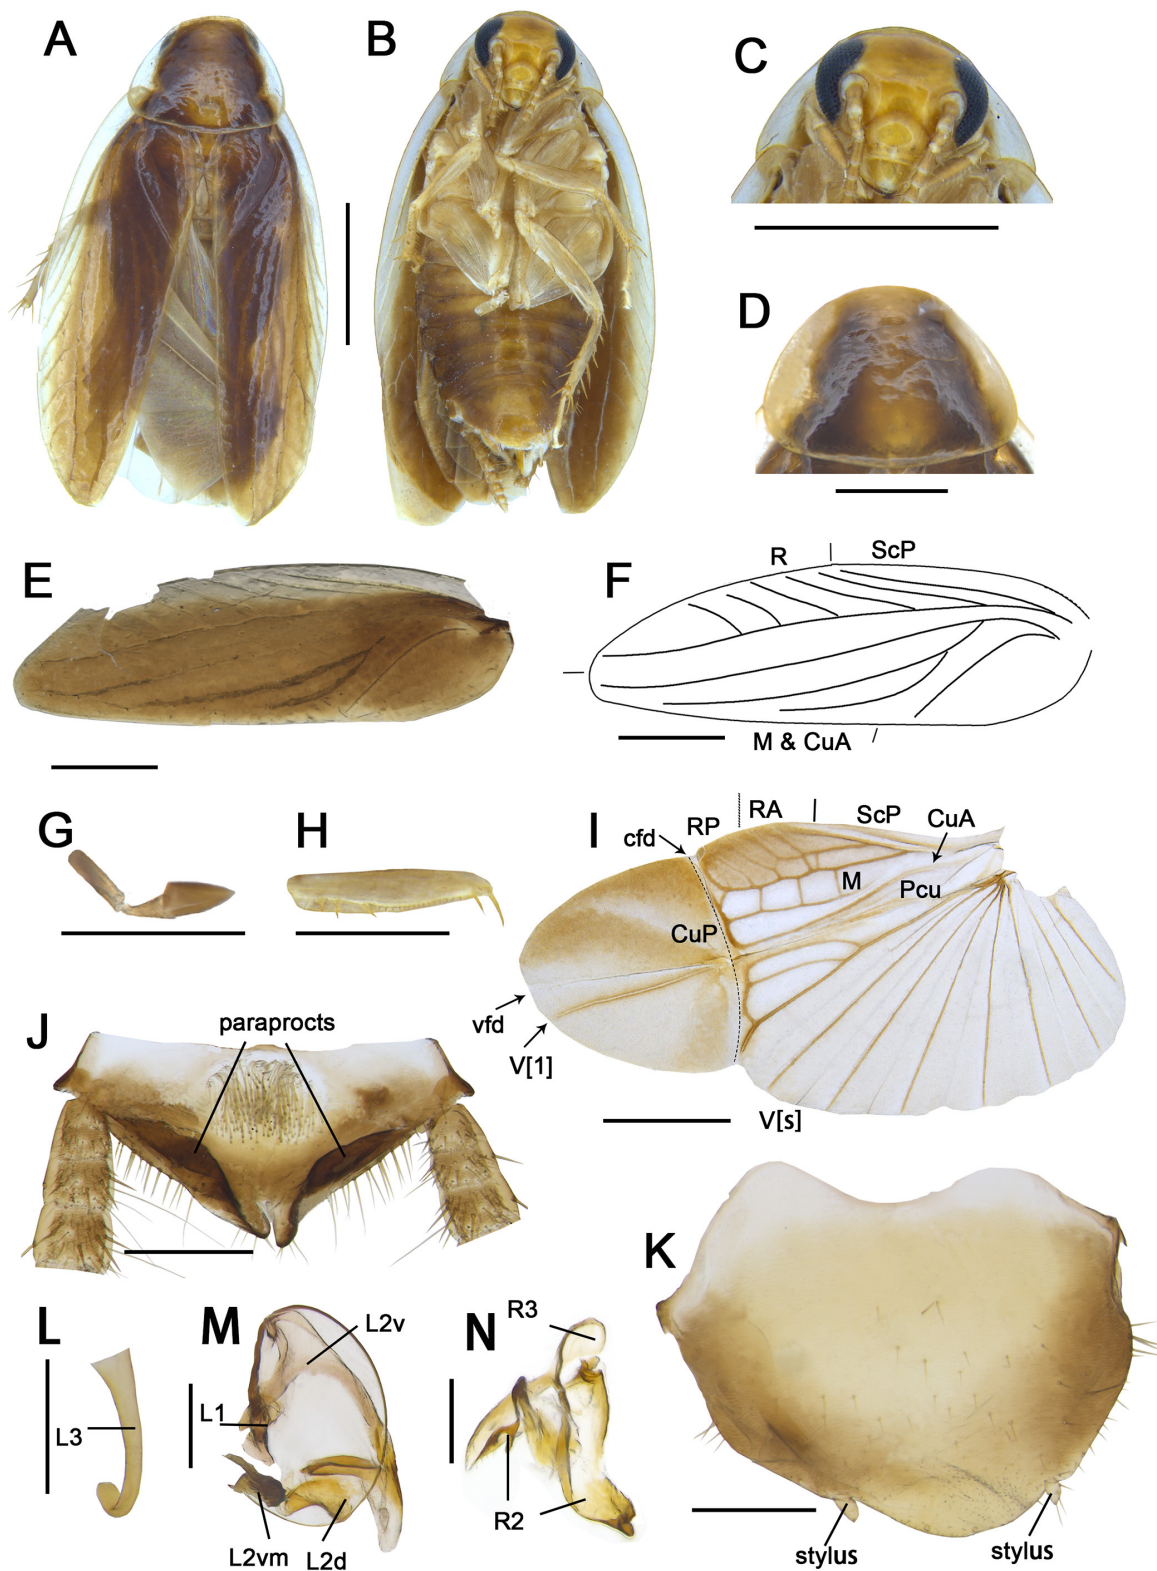 A
B
C
D
E
F
R
ScP
M & CuA
G
H
I
cfd
RP
RA
ScP
CuA
M
Pcu
CuP
vfd
V[1]
V[s]
J
paraprocts
K
stylus
stylus
L
L3
M
L2v
L1
L2vm
L2d
N
R3
R2